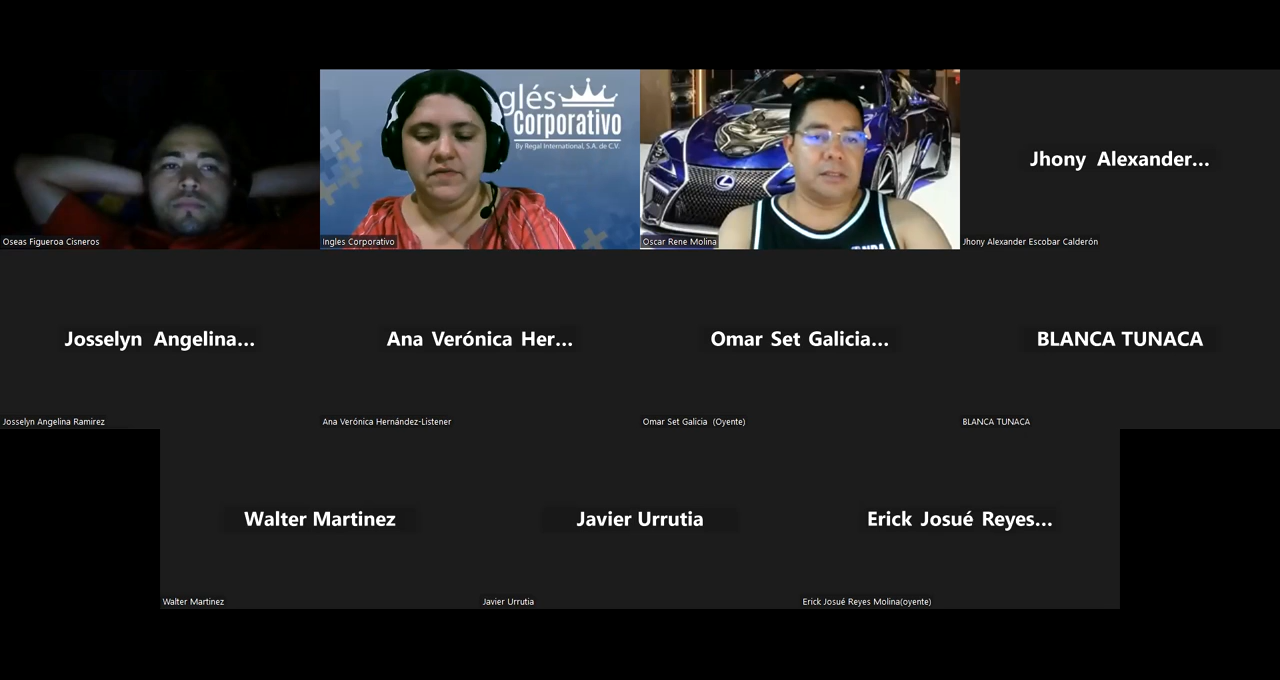 glés
Corporativo
By Regal International, S.A. de C.V.
Oseas Figueroa Cisneros
Ingles Corporativo
Oscar Rene Molina
Jhony Alexander...
Jhony Alexander Escobar Calderón
Josselyn Angelina...
Josselyn Angelina Ramirez
Ana Verónica Her...
Ana Verónica Hernández-Listener
Omar Set Galicia...
Omar Set Galicia (Oyente)
BLANCA TUNACA
BLANCA TUNACA
Walter Martinez
Walter Martinez
Javier Urrutia
Javier Urrutia
Erick Josué Reyes...
Erick Josué Reyes Molina(oyente)